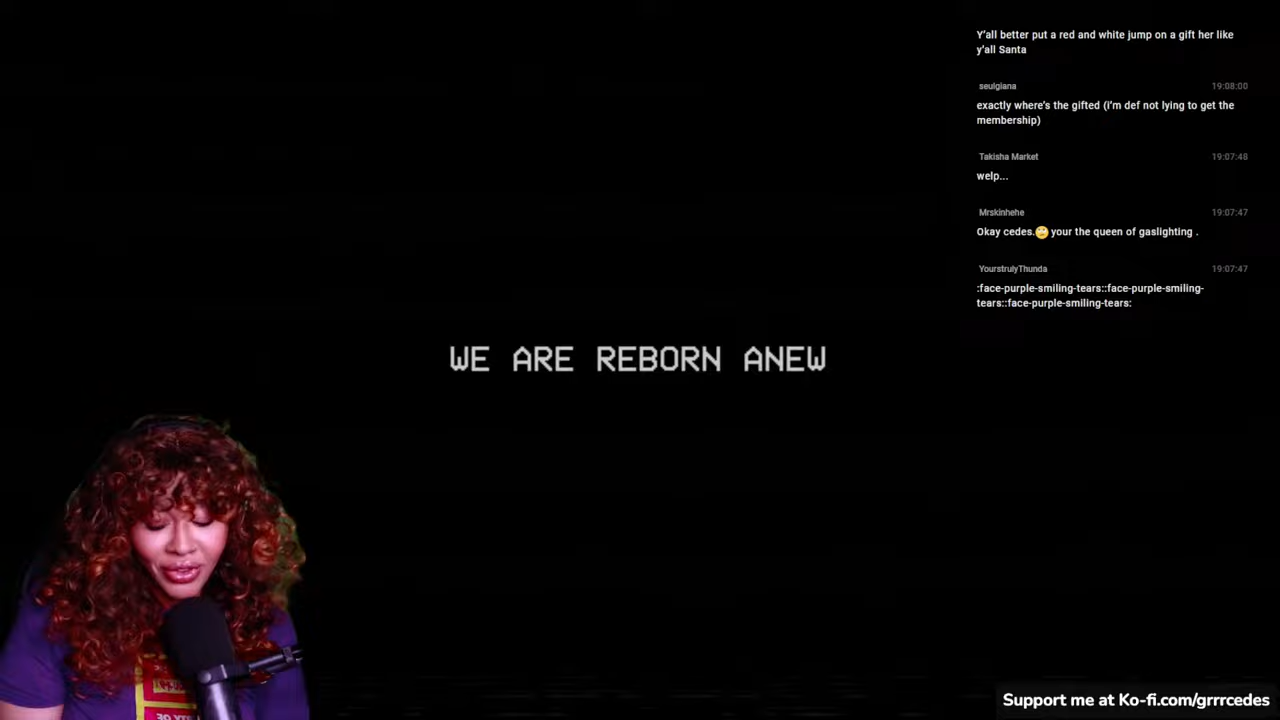 Y'all better put a red and white jump on a gift her like
y'all Santa
seulgiana 19:08:00
exactly where's the gifted (i'm def not lying to get the
membership)
Takisha Market 19:07:48
welp...
Mrskinhehe 19:07:47
Okay cedes.🙄 your the queen of gaslighting .
YourstrulyThunda 19:07:47
:face-purple-smiling-tears::face-purple-smiling-
tears::face-purple-smiling-tears:
WE ARE REBORN ANEW
Support me at Ko-fi.com/grrrcedes